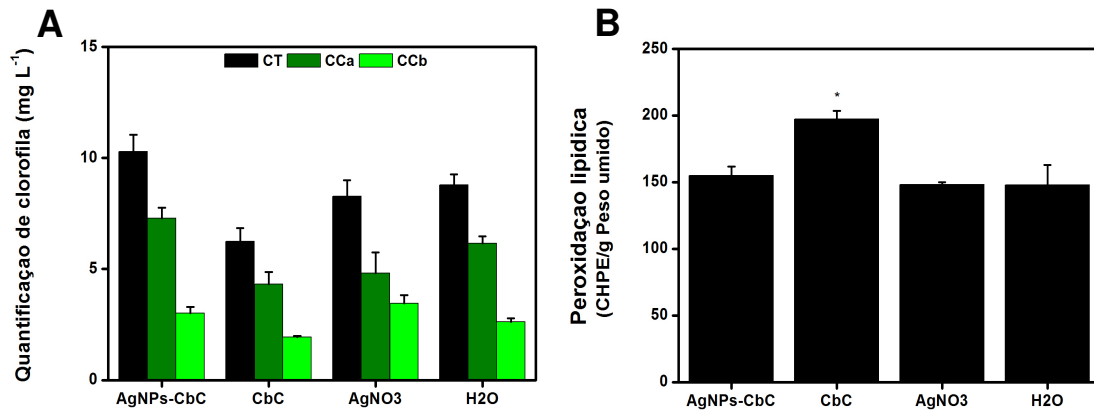 A
Quantificaçao de clorofila (mg L-1)
15
10
5
0
CT CCa CCb
AgNPs-CbC CbC AgNO3 H2O
B
Peroxidaçao lipidica
(CHPE/g Peso umido)
250
200
150
100
50
0
*
AgNPs-CbC CbC AgNO3 H2O